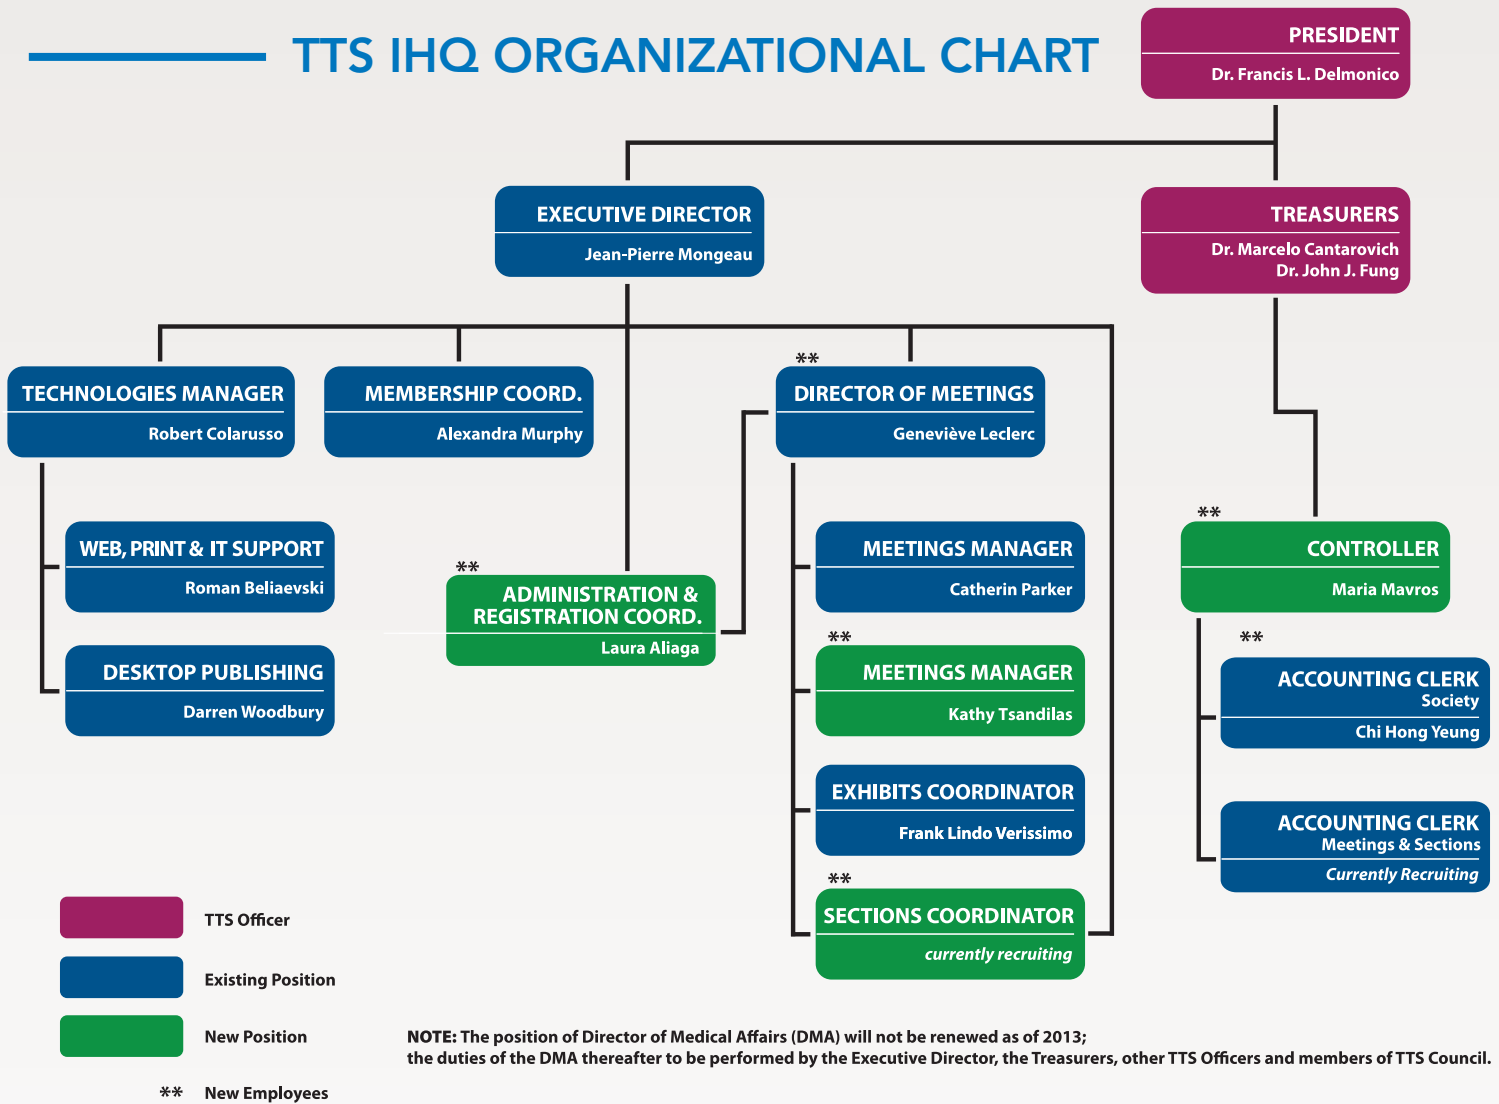 TTS IHQ ORGANIZATIONAL CHART
PRESIDENT
Dr. Francis L. Delmonico
EXECUTIVE DIRECTOR
Jean-Pierre Mongeau
TREASURERS
Dr. Marcelo Cantarovich
Dr. John J. Fung
TECHNOLOGIES MANAGER
Robert Colarusso
MEMBERSHIP COORD.
Alexandra Murphy
**
DIRECTOR OF MEETINGS
Geneviève Leclerc
WEB, PRINT & IT SUPPORT
Roman Beliaevski
DESKTOP PUBLISHING
Darren Woodbury
**
ADMINISTRATION &
REGISTRATION COORD.
Laura Aliaga
MEETINGS MANAGER
Catherin Parker
**
MEETINGS MANAGER
Kathy Tsandilas
EXHIBITS COORDINATOR
Frank Lindo Verissimo
**
SECTIONS COORDINATOR
currently recruiting
**
CONTROLLER
Maria Mavros
**
ACCOUNTING CLERK
Society
Chi Hong Yeung
ACCOUNTING CLERK
Meetings & Sections
Currently Recruiting
TTS Officer
Existing Position
New Position
** New Employees
NOTE: The position of Director of Medical Affairs (DMA) will not be renewed as of 2013;
the duties of the DMA thereafter to be performed by the Executive Director, the Treasurers, other TTS Officers and members of TTS Council.